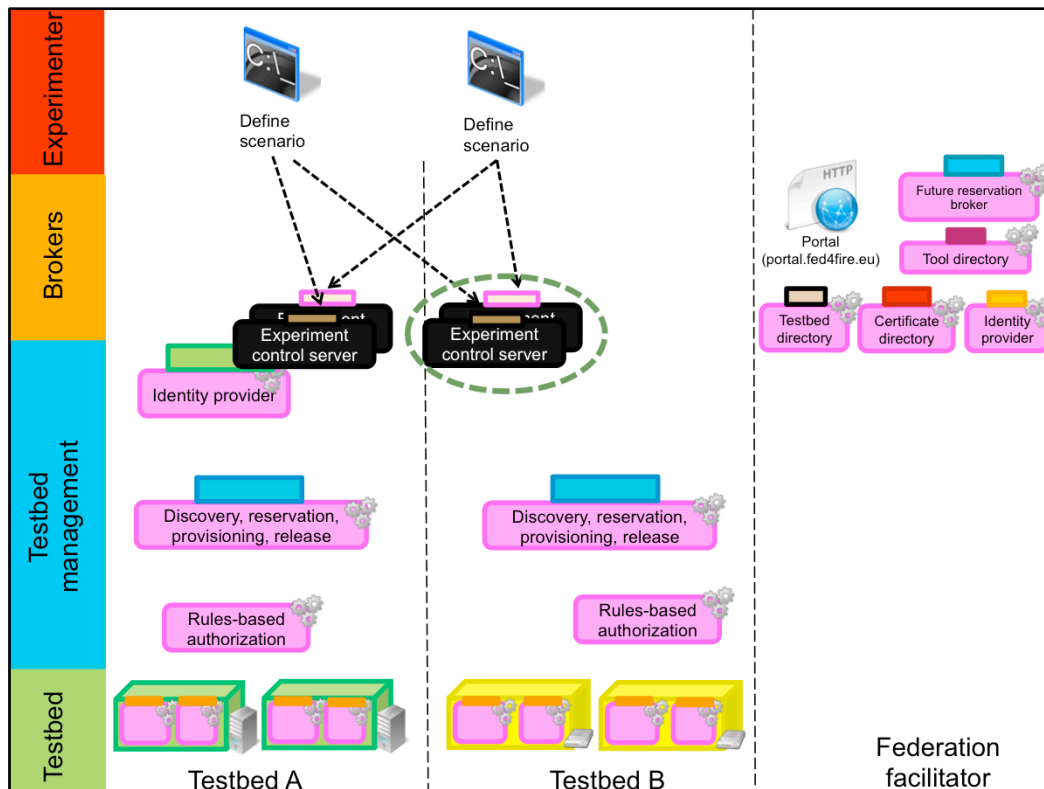 Experimenter
Brokers
Testbed
management
Testbed
C:\_
Define
scenario
C:\_
Define
scenario
Experiment
control server
Identity provider
Discovery, reservation,
provisioning, release
Rules-based
authorization
Testbed A
Experiment
control server
Discovery, reservation,
provisioning, release
Rules-based
authorization
Testbed B
HTTP
Portal
(portal.fed4fire.eu)
Future reservation
broker
Tool directory
Testbed
directory
Certificate
directory
Identity
provider
Federation
facilitator